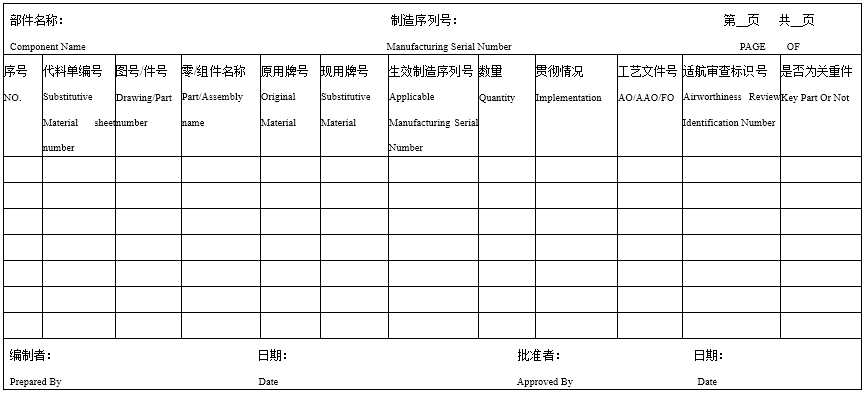 部件名称： 制造序列号： 第__页 共__页
Component Name Manufacturing Serial Number PAGE OF
序号 代料单编号 图号/件号 零/组件名称 原用牌号 现用牌号 生效制造序列号 数量 贯彻情况 工艺文件号 适航审查标识号 是否为关重件
NO. Substitutive Drawing/Part Part/Assembly Original Substitutive Applicable Quantity Implementation AO/AAO/FO Airworthiness Review Key Part Or Not
Material sheet number name Material Material Manufacturing Serial Identification Number
number Number
编制者： 日期： 批准者： 日期：
Prepared By Date Approved By Date